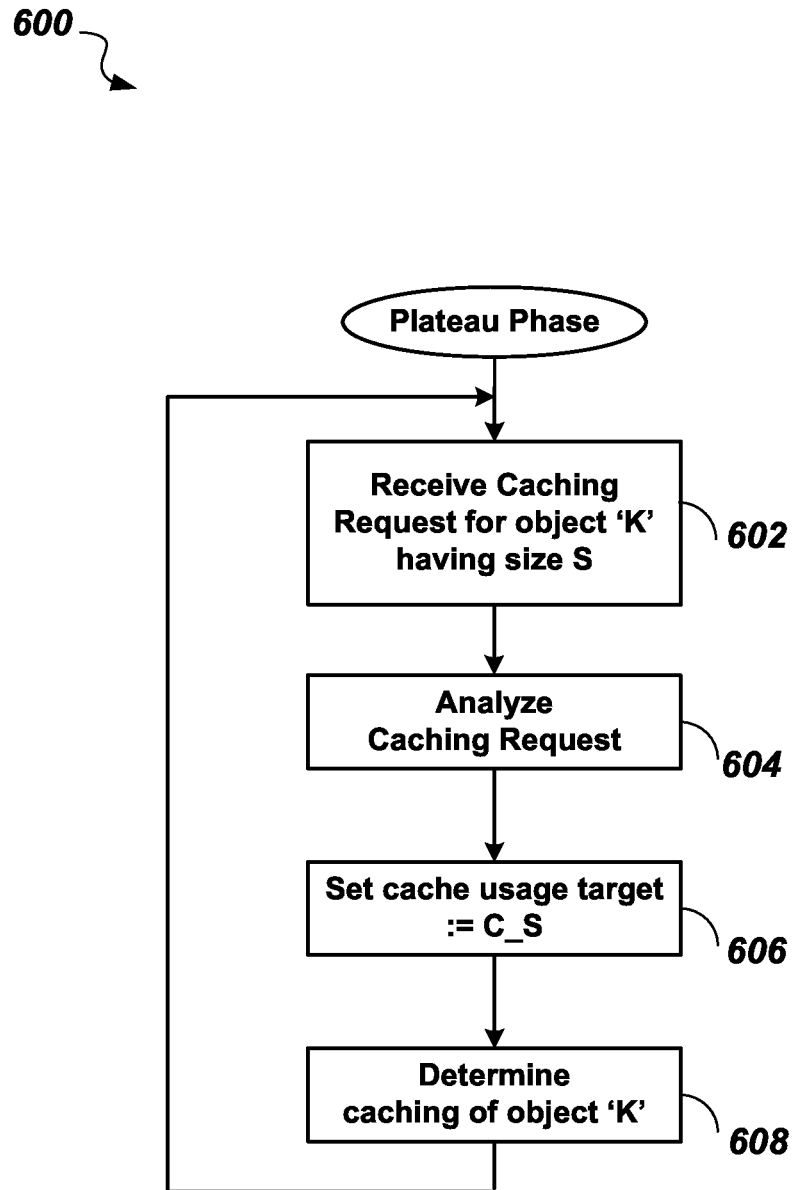 600
Plateau Phase
Receive Caching
Request for object ‘K’
having size S
602
Analyze
Caching Request
604
Set cache usage target
:= C_S
606
Determine
caching of object ‘K’
608